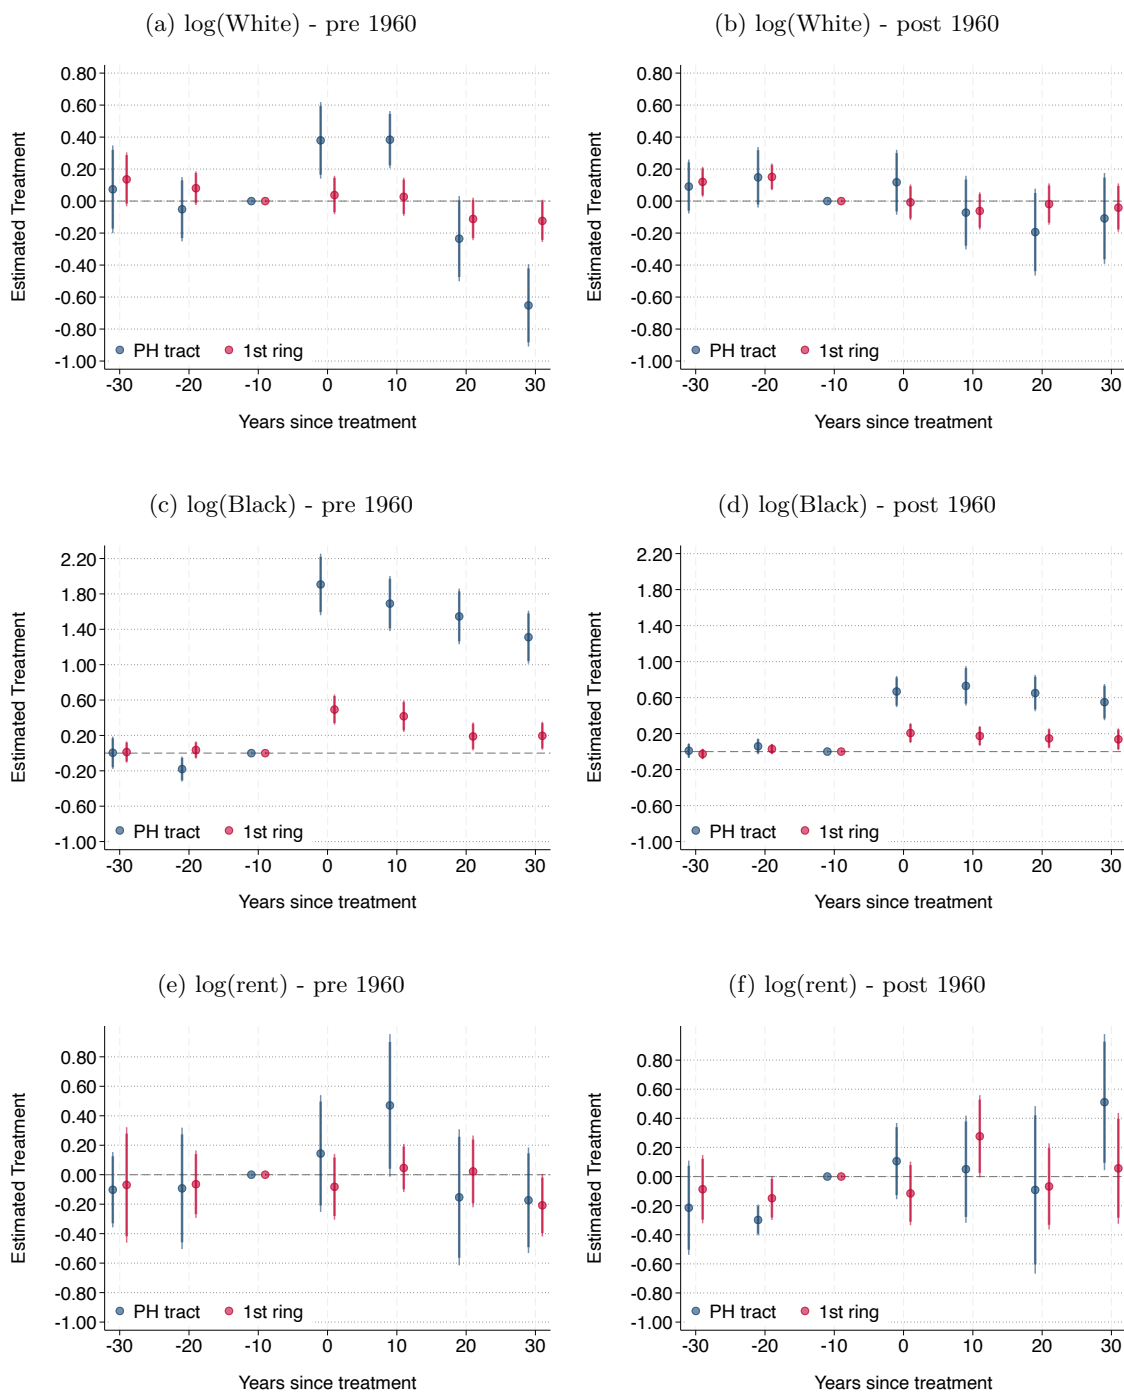 (a) log(White) - pre 1960
0.80
0.60
0.40
0.20
0.00
-0.20
-0.40
-0.60
-0.80
-1.00
Estimated Treatment
PH tract 1st ring
-30 -20 -10 0 10 20 30
Years since treatment
(b) log(White) - post 1960
0.80
0.60
0.40
0.20
0.00
-0.20
-0.40
-0.60
-0.80
-1.00
Estimated Treatment
PH tract 1st ring
-30 -20 -10 0 10 20 30
Years since treatment
(c) log(Black) - pre 1960
2.20
1.80
1.40
1.00
0.60
0.20
-0.20
-0.60
-1.00
Estimated Treatment
PH tract 1st ring
-30 -20 -10 0 10 20 30
Years since treatment
(d) log(Black) - post 1960
2.20
1.80
1.40
1.00
0.60
0.20
-0.20
-0.60
-1.00
Estimated Treatment
PH tract 1st ring
-30 -20 -10 0 10 20 30
Years since treatment
(e) log(rent) - pre 1960
0.80
0.60
0.40
0.20
0.00
-0.20
-0.40
-0.60
-0.80
-1.00
Estimated Treatment
PH tract 1st ring
-30 -20 -10 0 10 20 30
Years since treatment
(f) log(rent) - post 1960
0.80
0.60
0.40
0.20
0.00
-0.20
-0.40
-0.60
-0.80
-1.00
Estimated Treatment
PH tract 1st ring
-30 -20 -10 0 10 20 30
Years since treatment